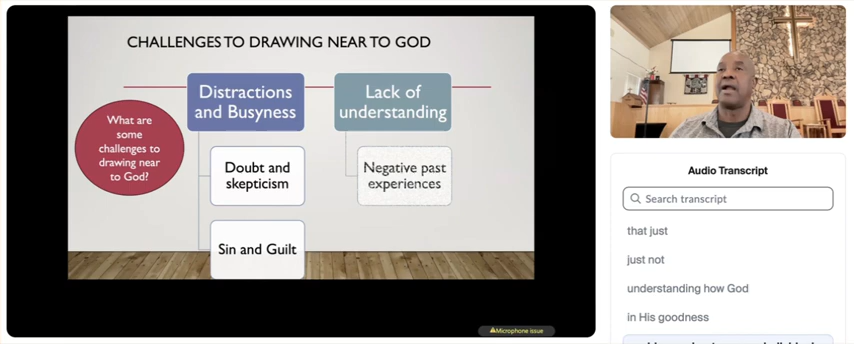 CHALLENGES TO DRAWING NEAR TO GOD
What are
some
challenges to
drawing near
to God?
Distractions
and Busyness
Doubt and
skepticism
Sin and Guilt
Lack of
understanding
Negative past
experiences
Microphone issue
Audio Transcript
Search transcript
that just
just not
understanding how God
in His goodness